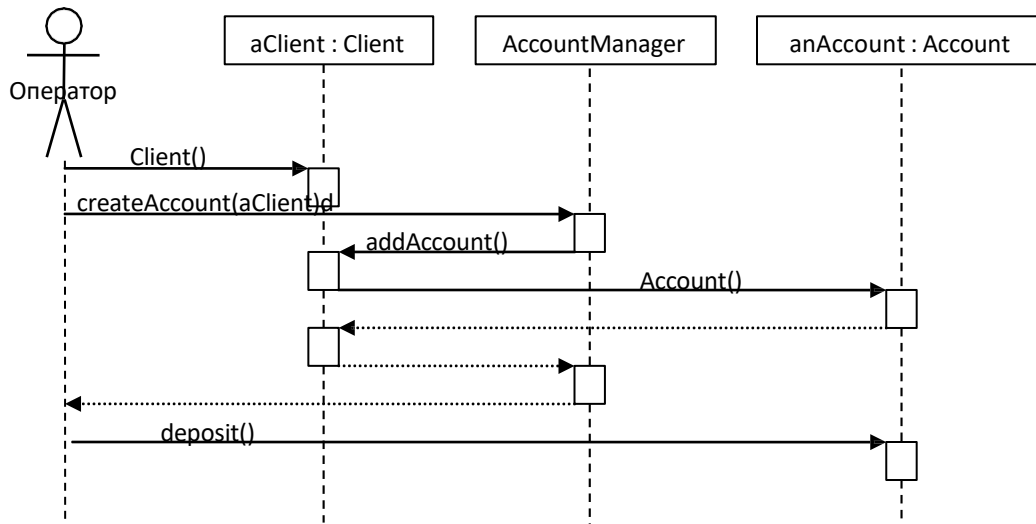 aClient : Client
AccountManager
anAccount : Account
Оператор
Client()
createAccount(aClient)d
addAccount()
Account()
deposit()